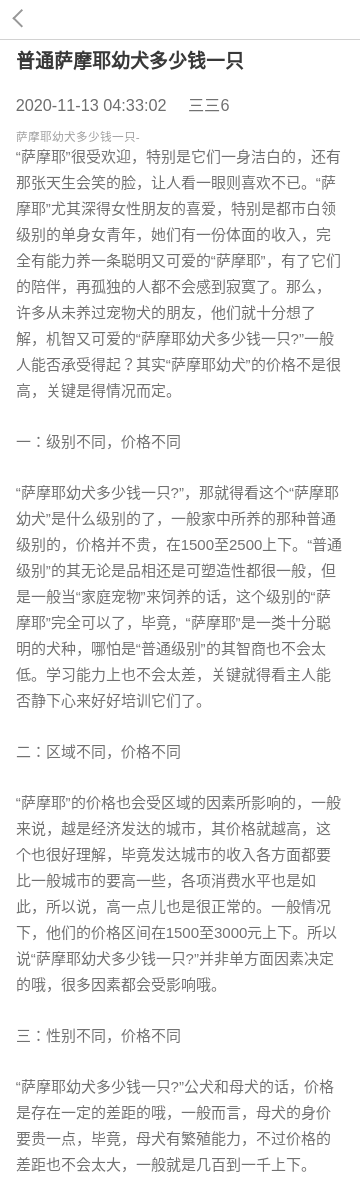 普通萨摩耶幼犬多少钱一只
2020-11-13 04:33:02 三三6
萨摩耶幼犬多少钱一只-
“萨摩耶”很受欢迎，特别是它们一身洁白的，还有
那张天生会笑的脸，让人看一眼则喜欢不已。“萨
摩耶”尤其深得女性朋友的喜爱，特别是都市白领
级别的单身女青年，她们有一份体面的收入，完
全有能力养一条聪明又可爱的“萨摩耶”，有了它们
的陪伴，再孤独的人都不会感到寂寞了。那么，
许多从未养过宠物犬的朋友，他们就十分想了
解，机智又可爱的“萨摩耶幼犬多少钱一只?”一般
人能否承受得起？其实“萨摩耶幼犬”的价格不是很
高，关键是得情况而定。
一：级别不同，价格不同
“萨摩耶幼犬多少钱一只?”，那就得看这个“萨摩耶
幼犬”是什么级别的了，一般家中所养的那种普通
级别的，价格并不贵，在1500至2500上下。“普通
级别”的其无论是品相还是可塑造性都很一般，但
是一般当“家庭宠物”来饲养的话，这个级别的“萨
摩耶”完全可以了，毕竟，“萨摩耶”是一类十分聪
明的犬种，哪怕是“普通级别”的其智商也不会太
低。学习能力上也不会太差，关键就得看主人能
否静下心来好好培训它们了。
二：区域不同，价格不同
“萨摩耶”的价格也会受区域的因素所影响的，一般
来说，越是经济发达的城市，其价格就越高，这
个也很好理解，毕竟发达城市的收入各方面都要
比一般城市的要高一些，各项消费水平也是如
此，所以说，高一点儿也是很正常的。一般情况
下，他们的价格区间在1500至3000元上下。所以
说“萨摩耶幼犬多少钱一只?”并非单方面因素决定
的哦，很多因素都会受影响哦。
三：性别不同，价格不同
“萨摩耶幼犬多少钱一只?”公犬和母犬的话，价格
是存在一定的差距的哦，一般而言，母犬的身价
要贵一点，毕竟，母犬有繁殖能力，不过价格的
差距也不会太大，一般就是几百到一千上下。